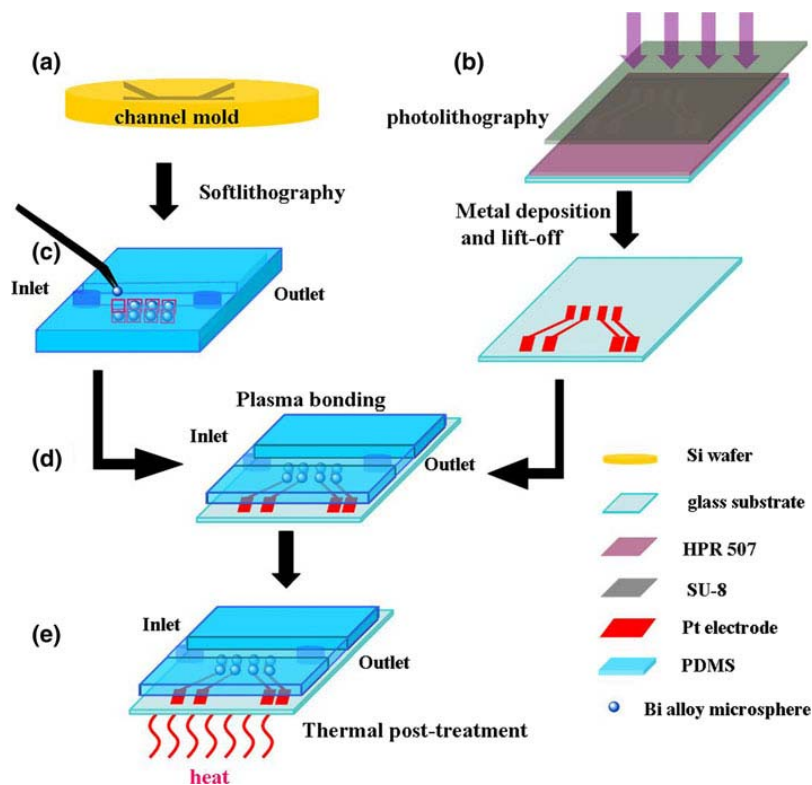 (a)
channel mold
Softlithography
(b)
photolithography
Metal deposition
and lift-off
(c)
Inlet
Outlet
Plasma bonding
(d)
Inlet
Outlet
(e)
Inlet
Outlet
Thermal post-treatment
heat
Si wafer
glass substrate
HPR 507
SU-8
Pt electrode
PDMS
Bi alloy microsphere